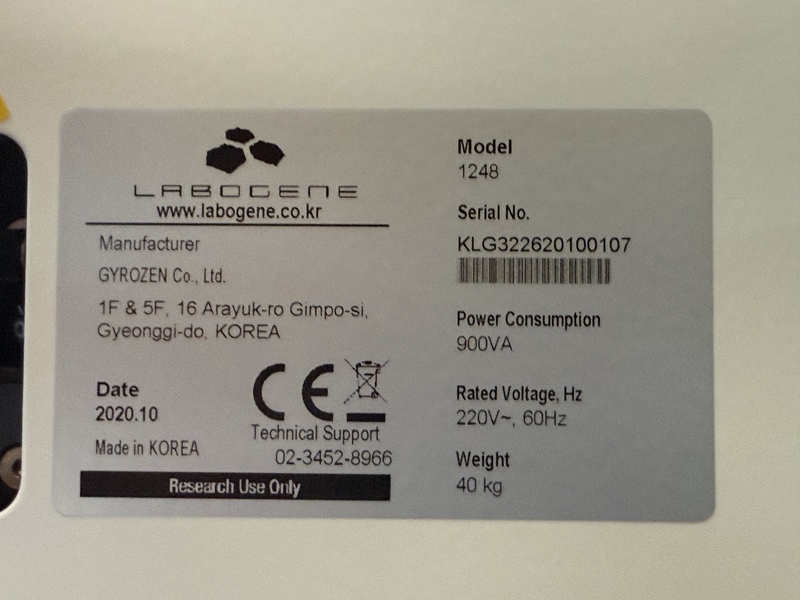 LABOGENE
www.labogene.co.kr
Manufacturer
GYROZEN Co., Ltd.
1F & 5F, 16 Arayuk-ro Gimpo-si,
Gyeonggi-do, KOREA
Date
2020.10
Made in KOREA
CE
Technical Support
02-3452-8966
Research Use Only
Model
1248
Serial No.
KLG322620100107
Power Consumption
900VA
Rated Voltage, Hz
220V~, 60Hz
Weight
40 kg